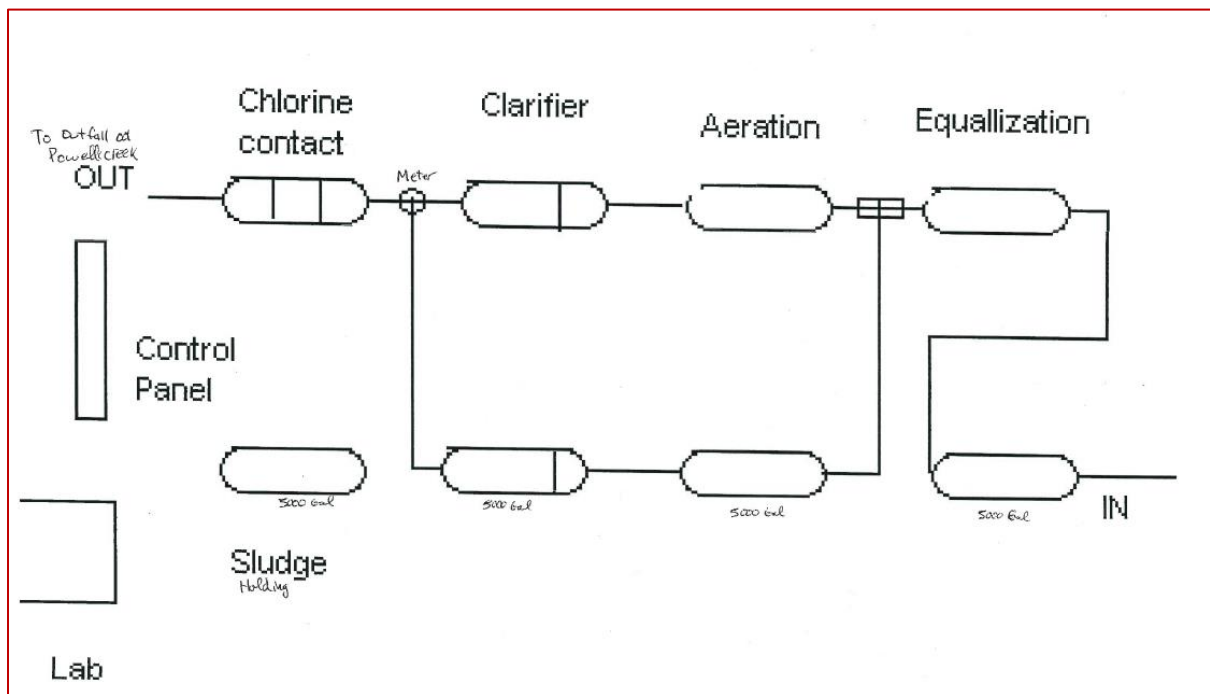 Chlorine
contact
Clarifier
Aeration
Equallization
To Outfall at
Powells creek
OUT
Meter
Control
Panel
5000 Gal
5000 Gal
5000 Gal
5000 Gal
IN
Sludge
Holding
Lab